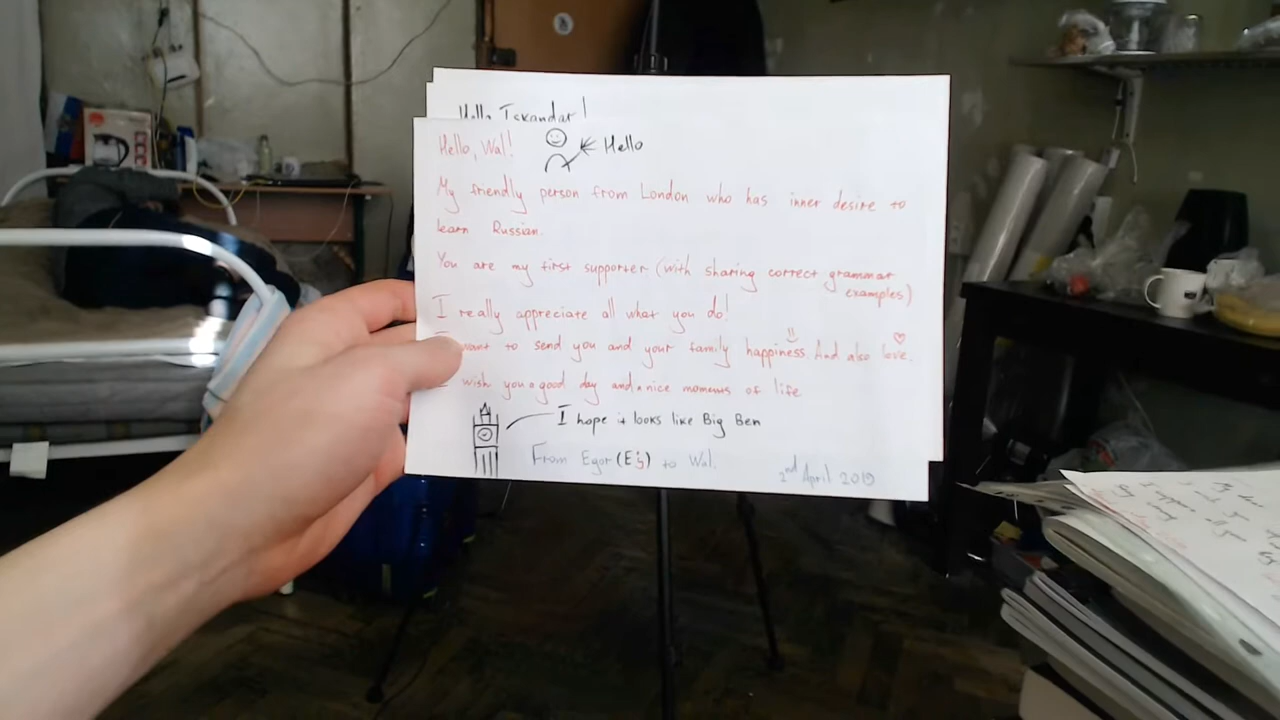 Hello Iskandar!
Hello, Wal!
Hello
My friendly person from London who has inner desire to
learn Russian.
You are my first supporter (with sharing correct grammar
examples)
I really appreciate all what you do!
I want to send you and your family happiness. And also love.
I wish you a good day and a nice moments of life
I hope it looks like Big Ben
From Egor (Ej) to Wal.
2nd April 2019